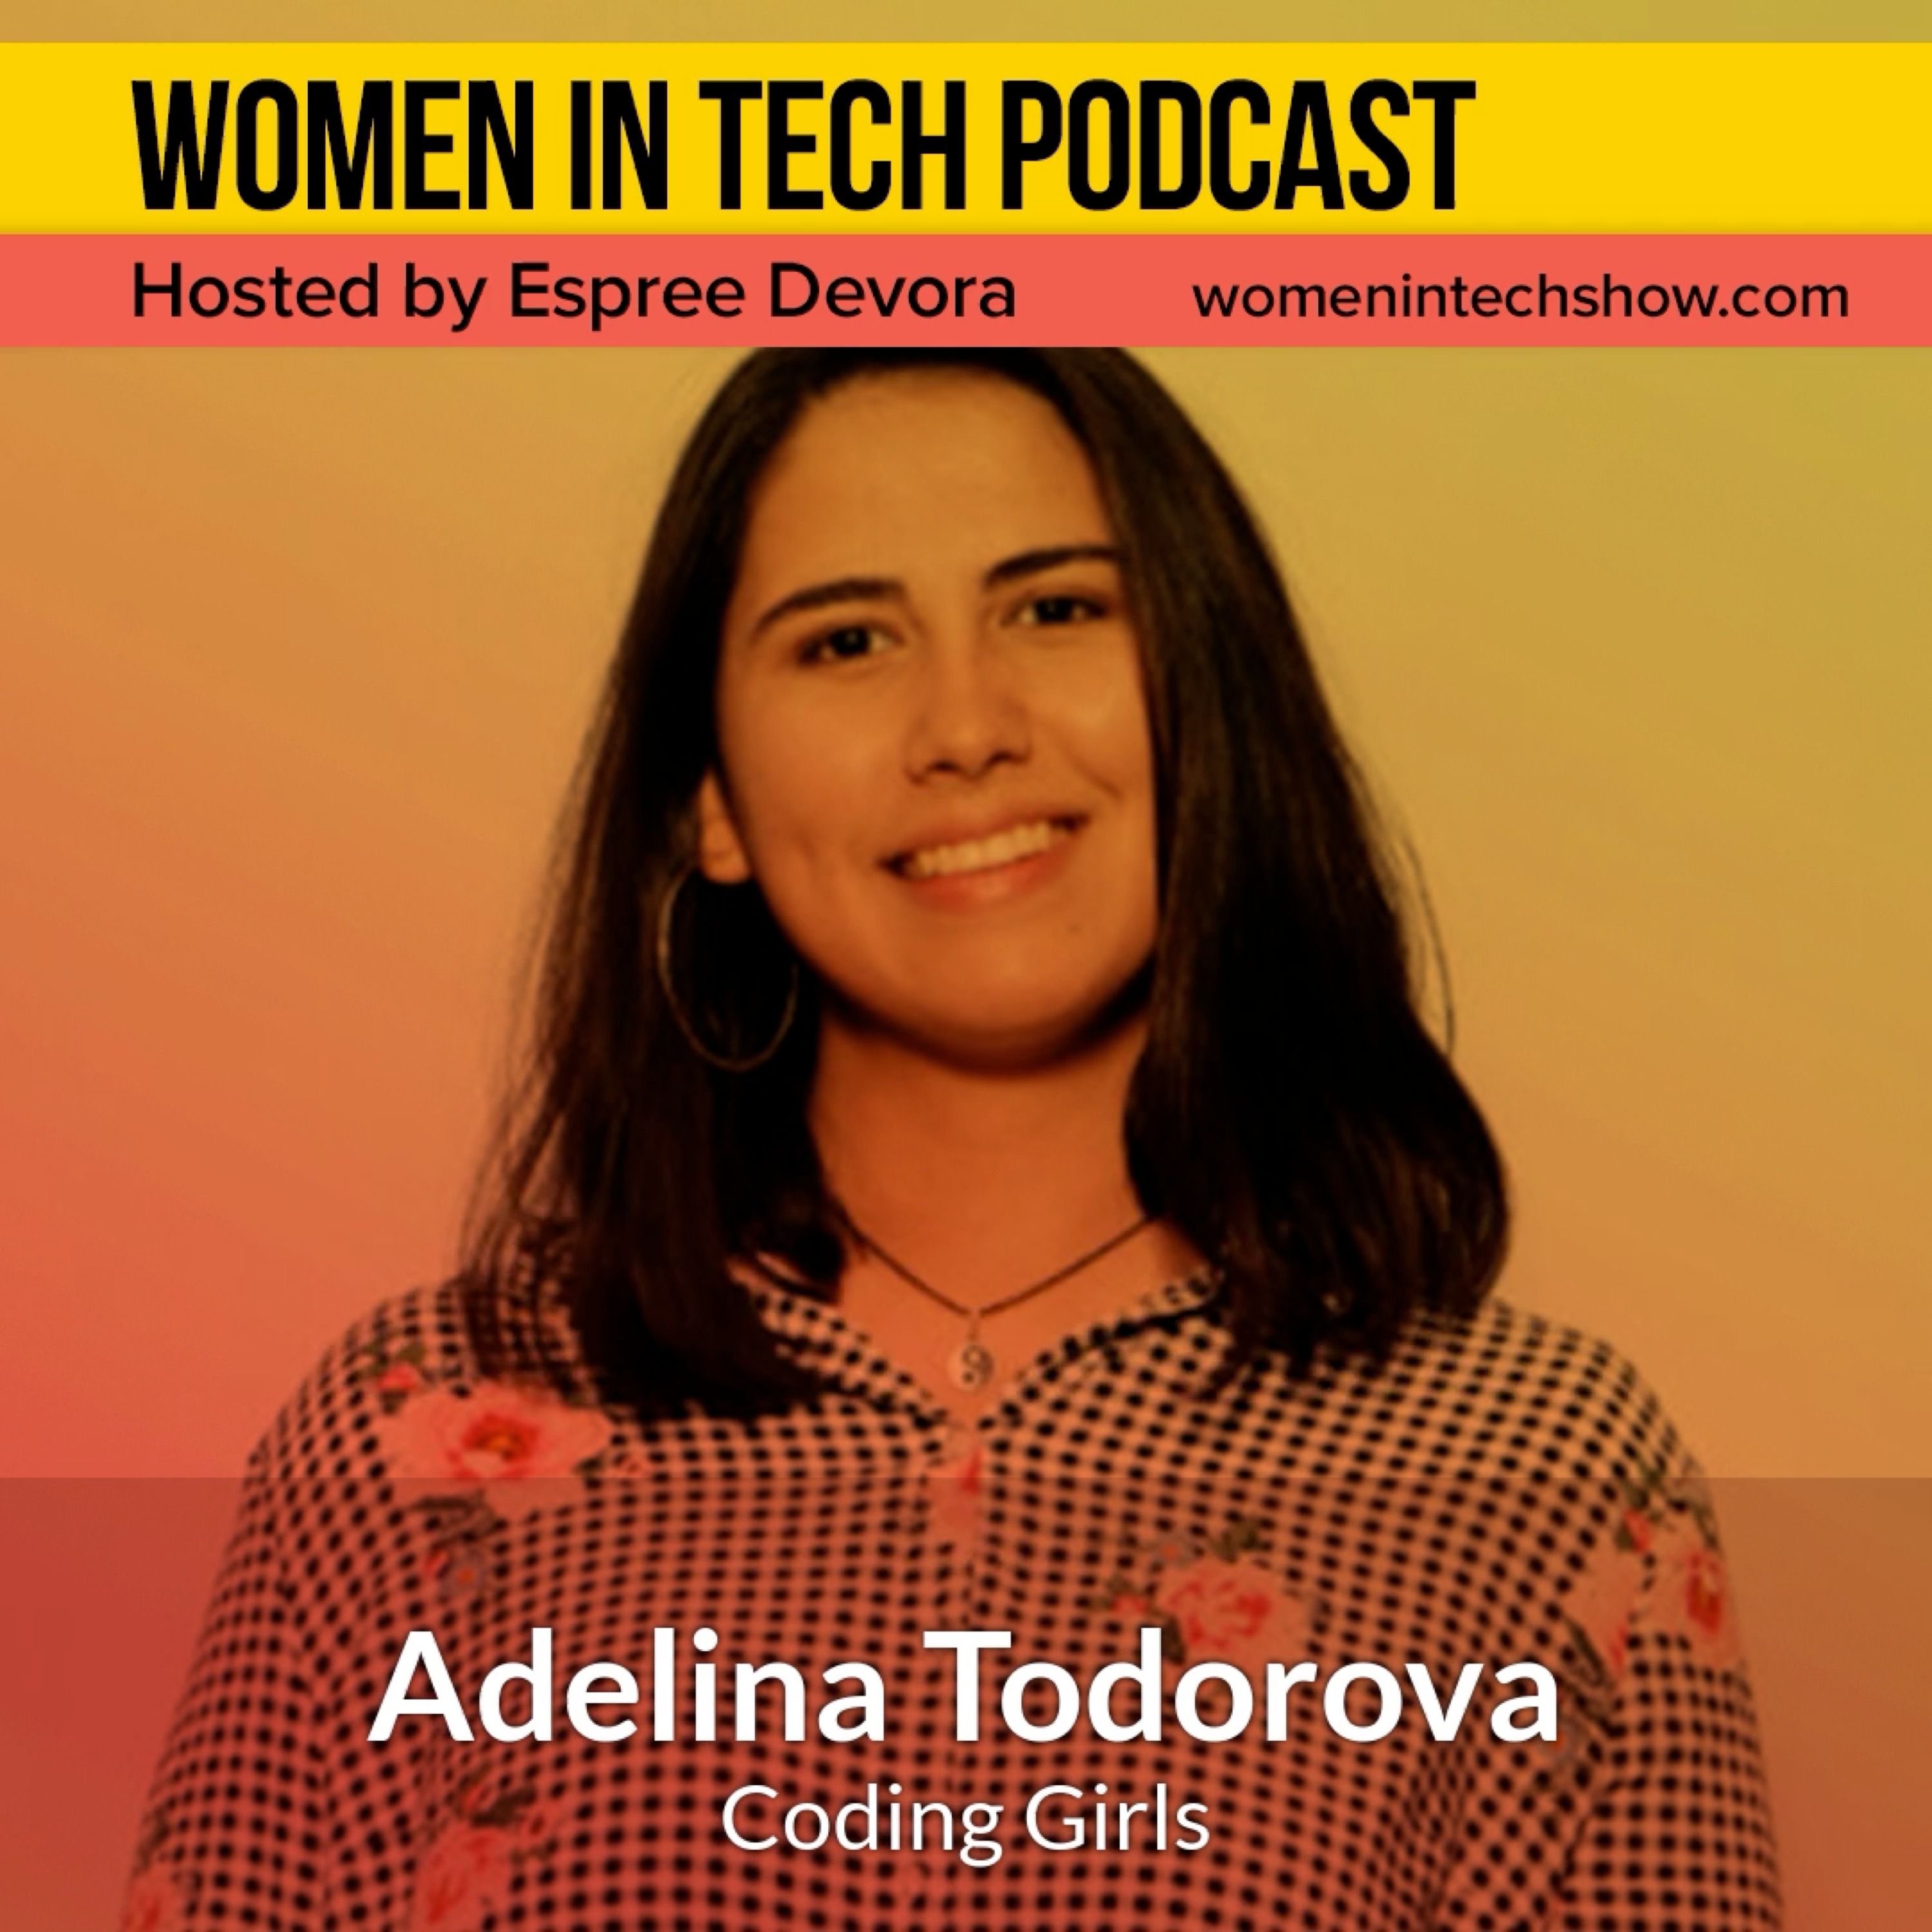 WOMEN IN TECH PODCAST
Hosted by Espree Devora womenintechshow.com
Adelina Todorova
Coding Girls